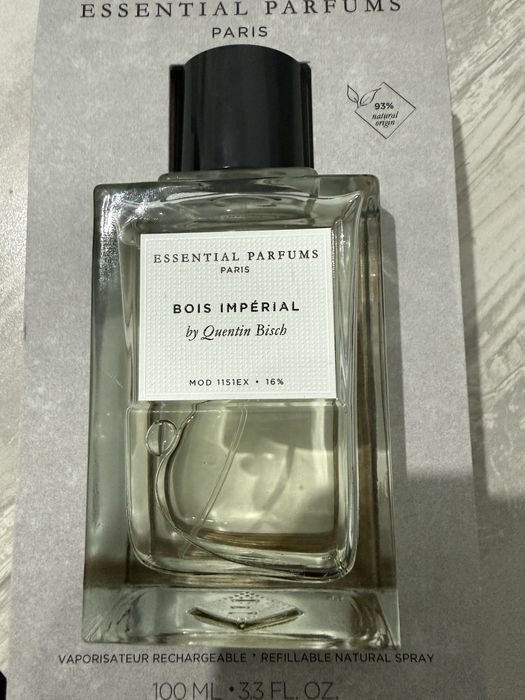 ESSENTIAL PARFUMS
PARIS
93%
natural
origin
ESSENTIAL PARFUMS
PARIS
BOIS IMPÉRIAL
by Quentin Bisch
MOD 1151EX • 16%
VAPORISATEUR RECHARGEABLE * REFILLABLE NATURAL SPRAY
100 ML • 3.3 FL. OZ.